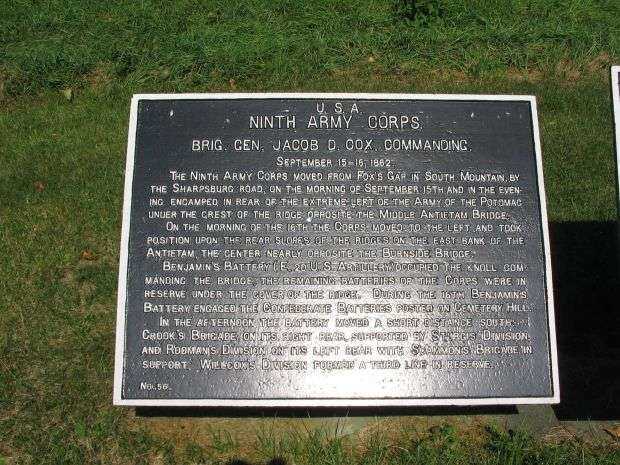 U.S.A.
NINTH ARMY CORPS.
BRIG. GEN. JACOB D. COX, COMMANDING.
SEPTEMBER 15-16, 1862.
THE NINTH ARMY CORPS MOVED FROM FOX'S GAP IN SOUTH MOUNTAIN, BY
THE SHARPSBURG ROAD, ON THE MORNING OF SEPTEMBER 15TH AND IN THE EVEN-
ING ENCAMPED IN REAR OF THE EXTREME LEFT OF THE ARMY OF THE POTOMAC
UNDER THE CREST OF THE RIDGE OPPOSITE THE MIDDLE ANTIETAM BRIDGE.
ON THE MORNING OF THE 16TH THE CORPS MOVED TO THE LEFT AND TOOK
POSITION UPON THE REAR SLOPES OF THE RIDGES ON THE EAST BANK OF THE
ANTIETAM, THE CENTER NEARLY OPPOSITE THE BURNSIDE BRIDGE.
BENJAMIN'S BATTERY (E, 2D U.S. ARTILLERY) OCCUPIED THE KNOLL COM-
MANDING THE BRIDGE, THE REMAINING BATTERIES OF THE CORPS WERE IN
RESERVE UNDER THE COVER OF THE RIDGE. DURING THE 16TH BENJAMIN'S
BATTERY ENGAGED THE CONFEDERATE BATTERIES POSTED ON CEMETERY HILL.
IN THE AFTERNOON THE BATTERY MOVED A SHORT DISTANCE SOUTH,
CROOK'S BRIGADE ON ITS RIGHT REAR, SUPPORTED BY STURGIS' DIVISION
AND RODMAN'S DIVISION ON ITS LEFT REAR WITH SCAMMON'S BRIGADE IN
SUPPORT. WILLCOX'S DIVISION FORMED A THIRD LINE IN RESERVE.
NO. 56.